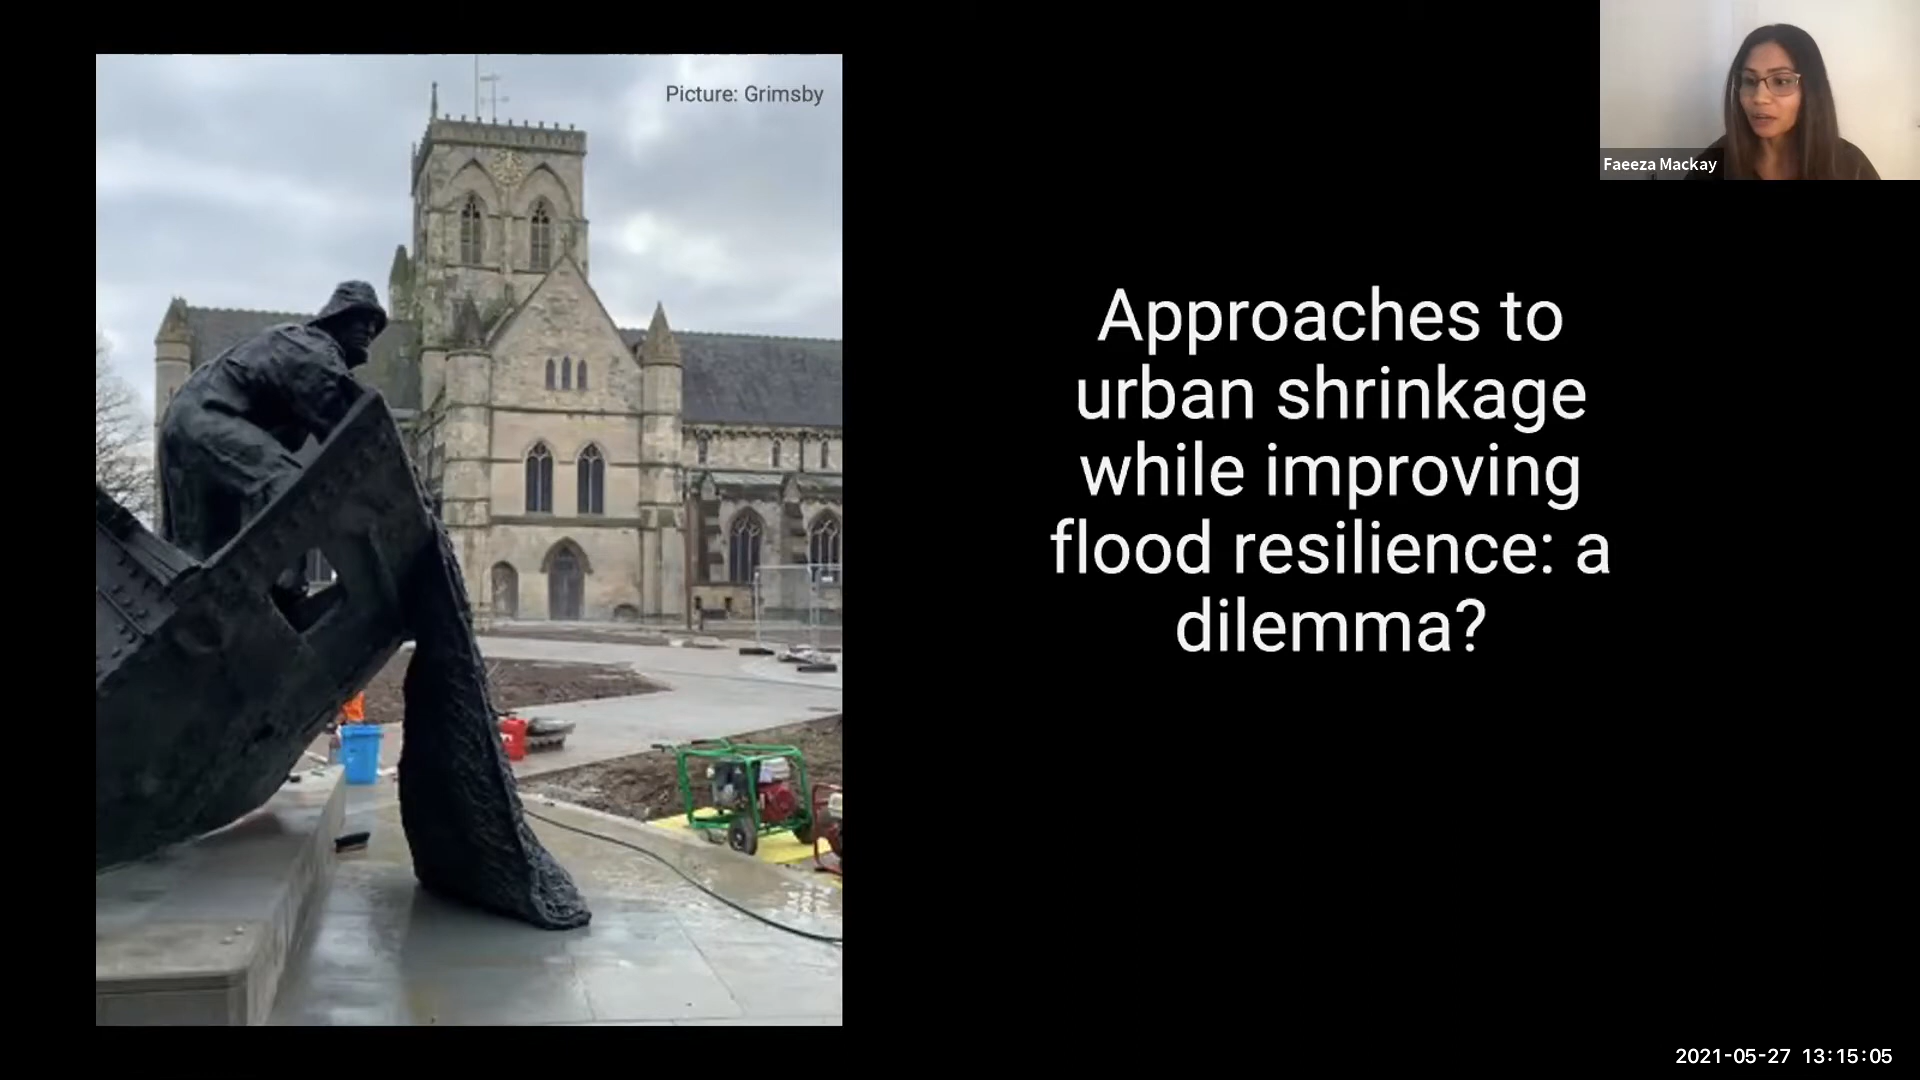 Picture: Grimsby
Faeeza Mackay
Approaches to
urban shrinkage
while improving
flood resilience: a
dilemma?
2021-05-27 13:15:05